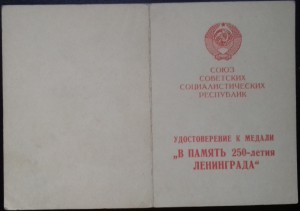 СОЮЗ
СОВЕТСКИХ
СОЦИАЛИСТИЧЕСКИХ
РЕСПУБЛИК
УДОСТОВЕРЕНИЕ К МЕДАЛИ
„В ПАМЯТЬ 250-летия
ЛЕНИНГРАДА“